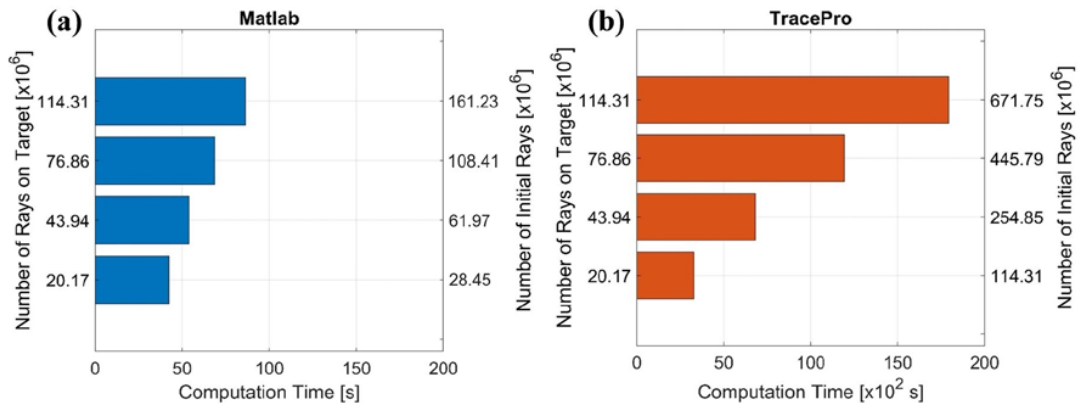 (a)
Matlab
Number of Rays on Target [x10^6]
114.31
76.86
43.94
20.17
161.23
108.41
61.97
28.45
Number of Initial Rays [x10^6]
0 50 100 150 200
Computation Time [s]
(b)
TracePro
Number of Rays on Target [x10^6]
114.31
76.86
43.94
20.17
671.75
445.79
254.85
114.31
Number of Initial Rays [x10^6]
0 50 100 150 200
Computation Time [x10^2 s]